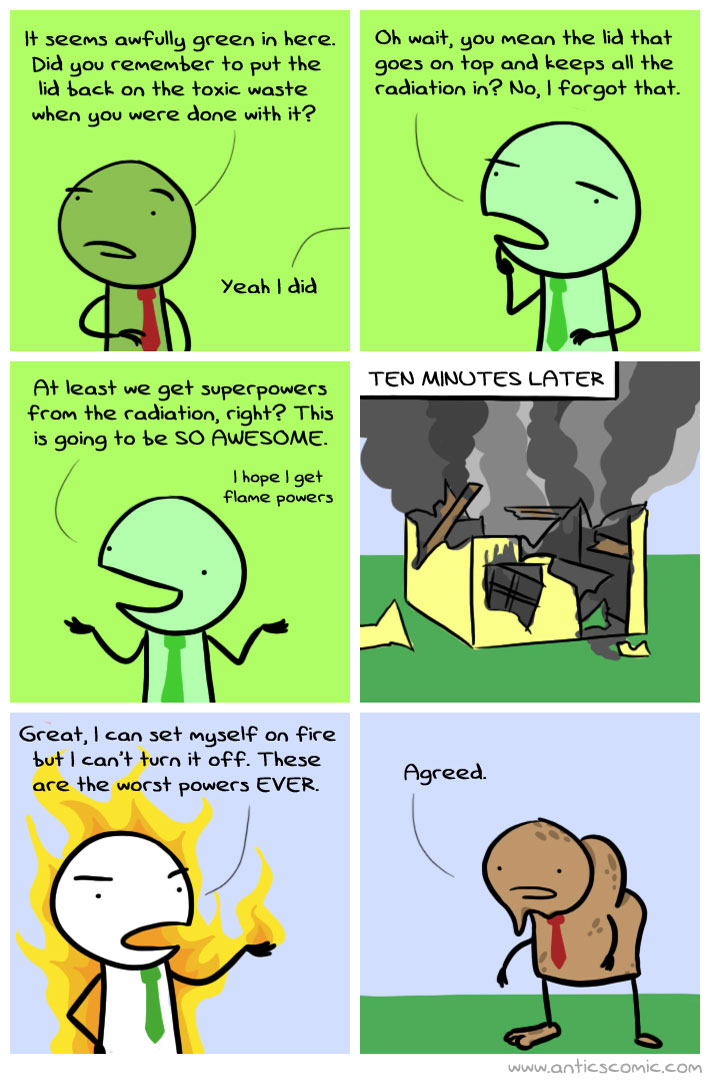 It seems awfully green in here.
Did you remember to put the
lid back on the toxic waste
when you were done with it?
Yeah I did
Oh wait, you mean the lid that
goes on top and keeps all the
radiation in? No, I forgot that.
At least we get superpowers
from the radiation, right? This
is going to be SO AWESOME.
I hope I get
flame powers
TEN MINUTES LATER
Great, I can set myself on fire
but I can't turn it off. These
are the worst powers EVER.
Agreed.
www.anticscomic.com